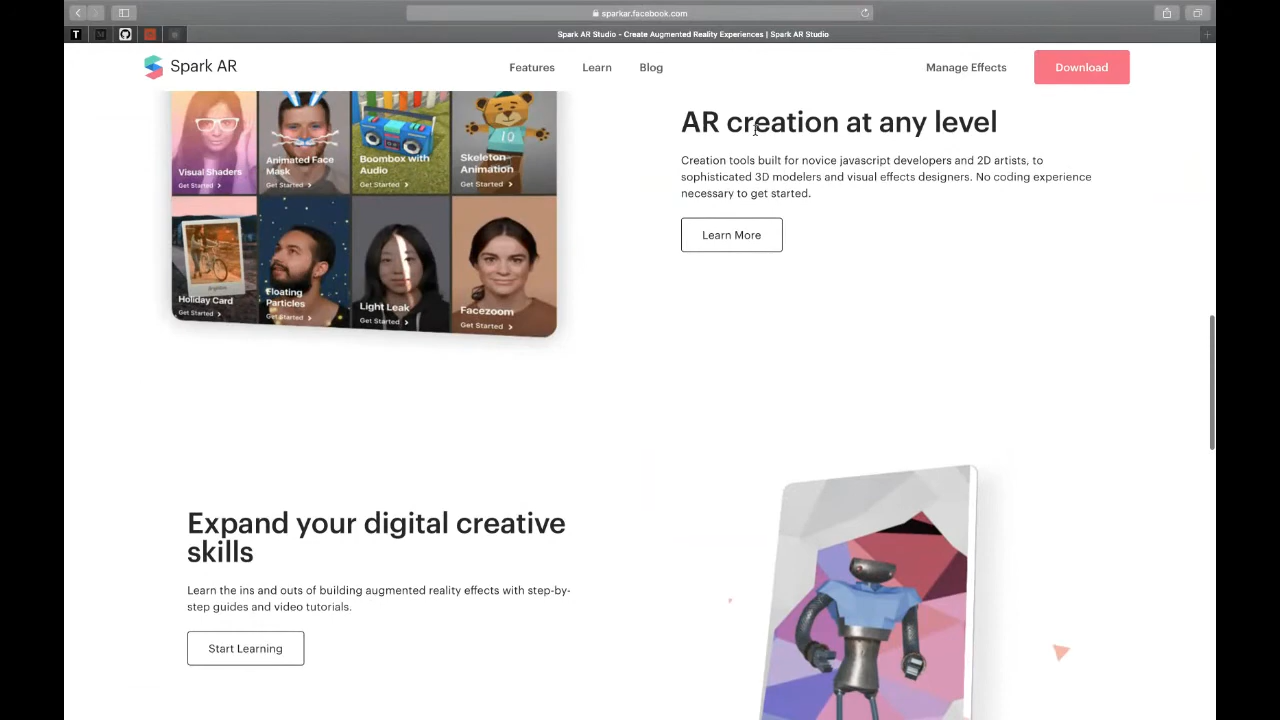 sparkar.facebook.com
T
M
Spark AR Studio - Create Augmented Reality Experiences | Spark AR Studio
Spark AR
Features
Learn
Blog
Manage Effects
Download
Visual Shaders
Get Started
Animated Face
Mask
Get Started
Boombox with
Audio
Get Started
10
Skeleton
Animation
Get Started
Holiday Card
Get Started
Floating
Particles
Get Started
Light Leak
Get Started
Facezoom
Get Started
AR creation at any level
Creation tools built for novice javascript developers and 2D artists, to
sophisticated 3D modelers and visual effects designers. No coding experience
necessary to get started.
Learn More
Expand your digital creative
skills
Learn the ins and outs of building augmented reality effects with step-by-
step guides and video tutorials.
Start Learning